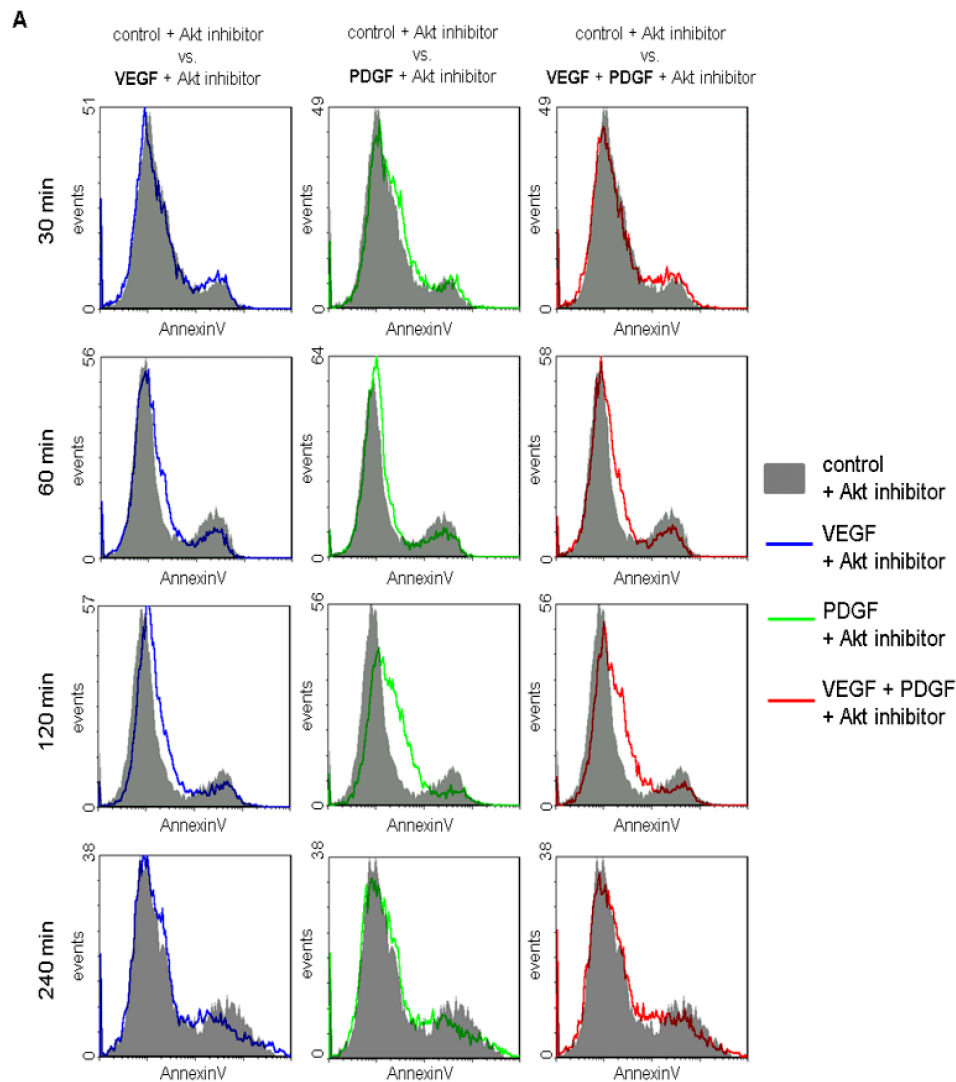 A
control + Akt inhibitor
vs.
VEGF + Akt inhibitor
control + Akt inhibitor
vs.
PDGF + Akt inhibitor
control + Akt inhibitor
vs.
VEGF + PDGF + Akt inhibitor
30 min
51
events
0
AnnexinV
49
events
0
AnnexinV
49
events
0
AnnexinV
60 min
56
events
0
AnnexinV
64
events
0
AnnexinV
58
events
0
AnnexinV
120 min
57
events
0
AnnexinV
56
events
0
AnnexinV
56
events
0
AnnexinV
240 min
38
events
0
AnnexinV
38
events
0
AnnexinV
38
events
0
AnnexinV
control
+ Akt inhibitor
VEGF
+ Akt inhibitor
PDGF
+ Akt inhibitor
VEGF + PDGF
+ Akt inhibitor